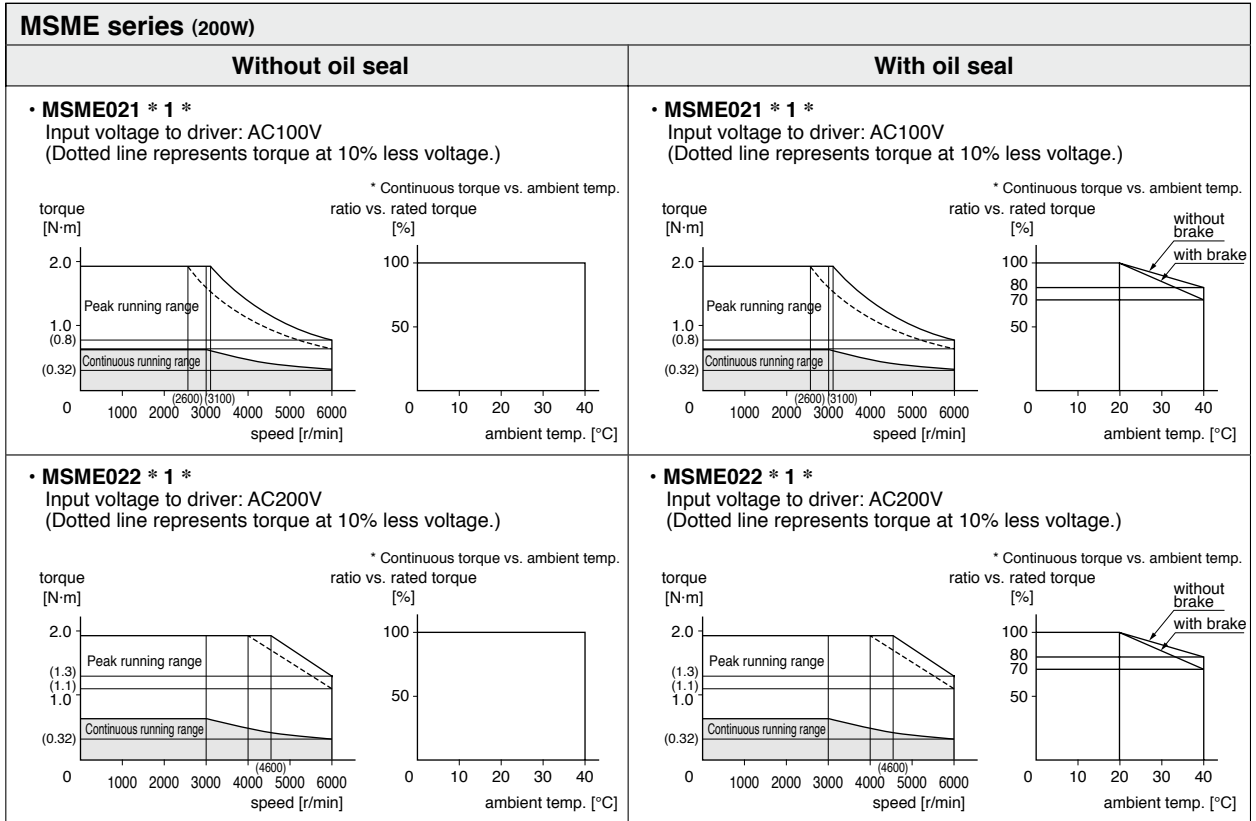 MSME series (200W)
Without oil seal
With oil seal
・MSME021 * 1 *
Input voltage to driver: AC100V
(Dotted line represents torque at 10% less voltage.)
* Continuous torque vs. ambient temp.
torque
[N·m]
2.0
1.0
(0.8)
(0.32)
0
Peak running range
Continuous running range
(2600) (3100)
1000 2000 3000 4000 5000 6000
speed [r/min]
ratio vs. rated torque
[%]
100
50
0 10 20 30 40
ambient temp. [°C]
・MSME021 * 1 *
Input voltage to driver: AC100V
(Dotted line represents torque at 10% less voltage.)
* Continuous torque vs. ambient temp.
torque
[N·m]
2.0
1.0
(0.8)
(0.32)
0
Peak running range
Continuous running range
(2600) (3100)
1000 2000 3000 4000 5000 6000
speed [r/min]
ratio vs. rated torque
[%]
without
brake
with brake
100
80
70
50
0 10 20 30 40
ambient temp. [°C]
・MSME022 * 1 *
Input voltage to driver: AC200V
(Dotted line represents torque at 10% less voltage.)
* Continuous torque vs. ambient temp.
torque
[N·m]
2.0
(1.3)
(1.1)
1.0
(0.32)
0
Peak running range
Continuous running range
(4600)
1000 2000 3000 4000 5000 6000
speed [r/min]
ratio vs. rated torque
[%]
100
50
0 10 20 30 40
ambient temp. [°C]
・MSME022 * 1 *
Input voltage to driver: AC200V
(Dotted line represents torque at 10% less voltage.)
* Continuous torque vs. ambient temp.
torque
[N·m]
2.0
(1.3)
(1.1)
1.0
(0.32)
0
Peak running range
Continuous running range
(4600)
1000 2000 3000 4000 5000 6000
speed [r/min]
ratio vs. rated torque
[%]
without
brake
with brake
100
80
70
50
0 10 20 30 40
ambient temp. [°C]